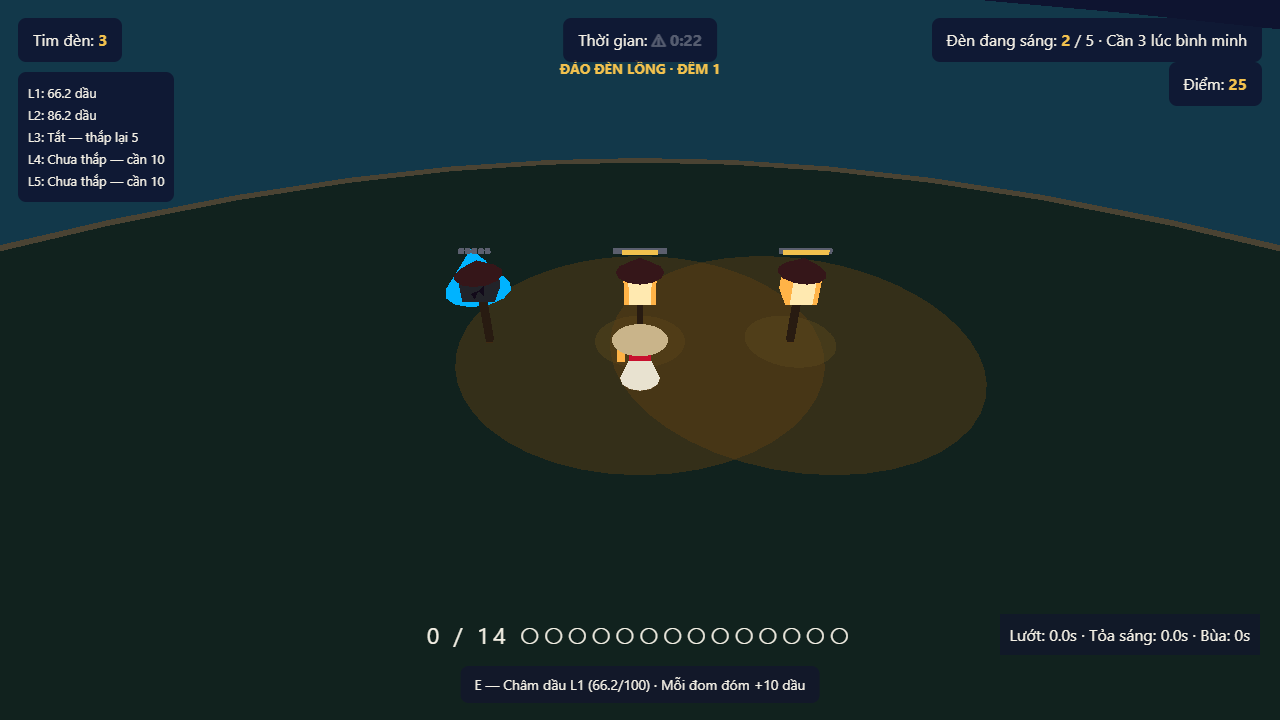 Tim đèn: 3
Thời gian: ⚠ 0:22
Đèn đang sáng: 2 / 5 · Cần 3 lúc bình minh
ĐẢO ĐÈN LỒNG · ĐÊM 1
Điểm: 25
L1: 66.2 dầu
L2: 86.2 dầu
L3: Tắt — thắp lại 5
L4: Chưa thắp — cần 10
L5: Chưa thắp — cần 10
0 / 14
Lướt: 0.0s · Tỏa sáng: 0.0s · Bùa: 0s
E — Châm dầu L1 (66.2/100) · Mỗi đom đóm +10 dầu